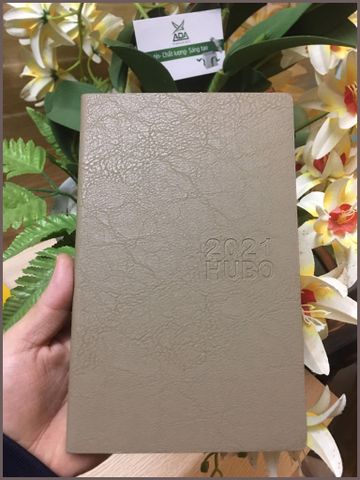 ADA
Chất lượng - Sáng tạo
2021
HUBO